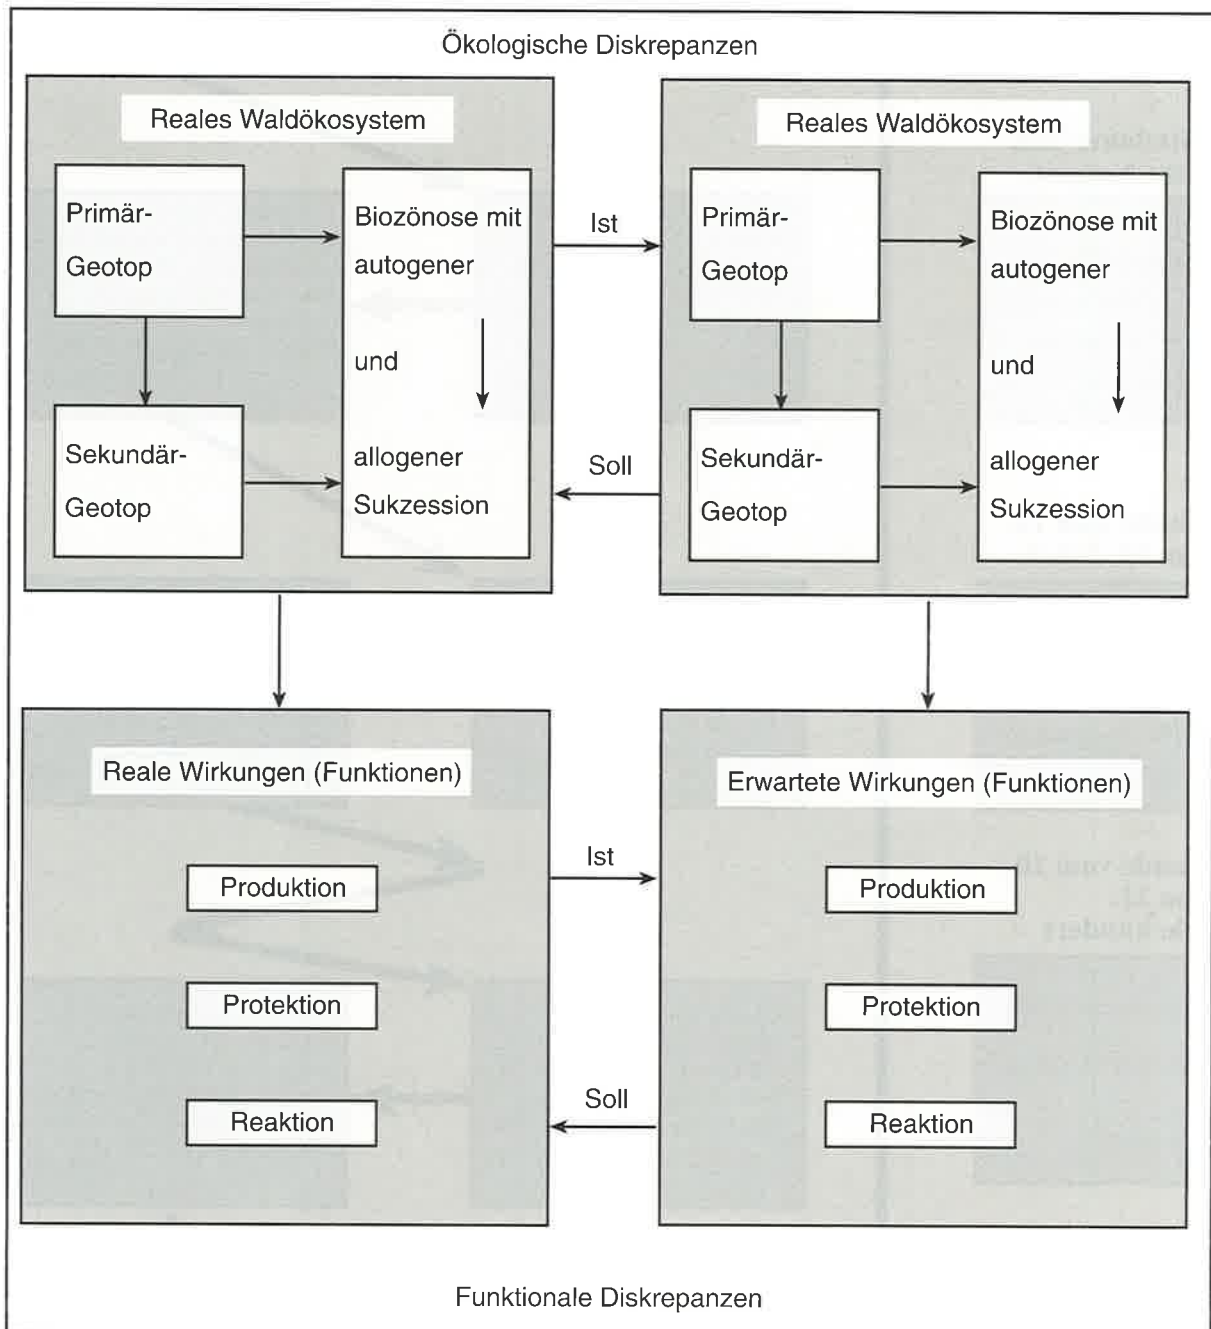 Ökologische Diskrepanzen
Reales Waldökosystem
Primär-
Geotop
Biozönose mit
autogener
und
allogener
Sukzession
Sekundär-
Geotop
Ist
Soll
Reales Waldökosystem
Primär-
Geotop
Biozönose mit
autogener
und
allogener
Sukzession
Sekundär-
Geotop
Reale Wirkungen (Funktionen)
Produktion
Protektion
Reaktion
Ist
Soll
Erwartete Wirkungen (Funktionen)
Produktion
Protektion
Reaktion
Funktionale Diskrepanzen